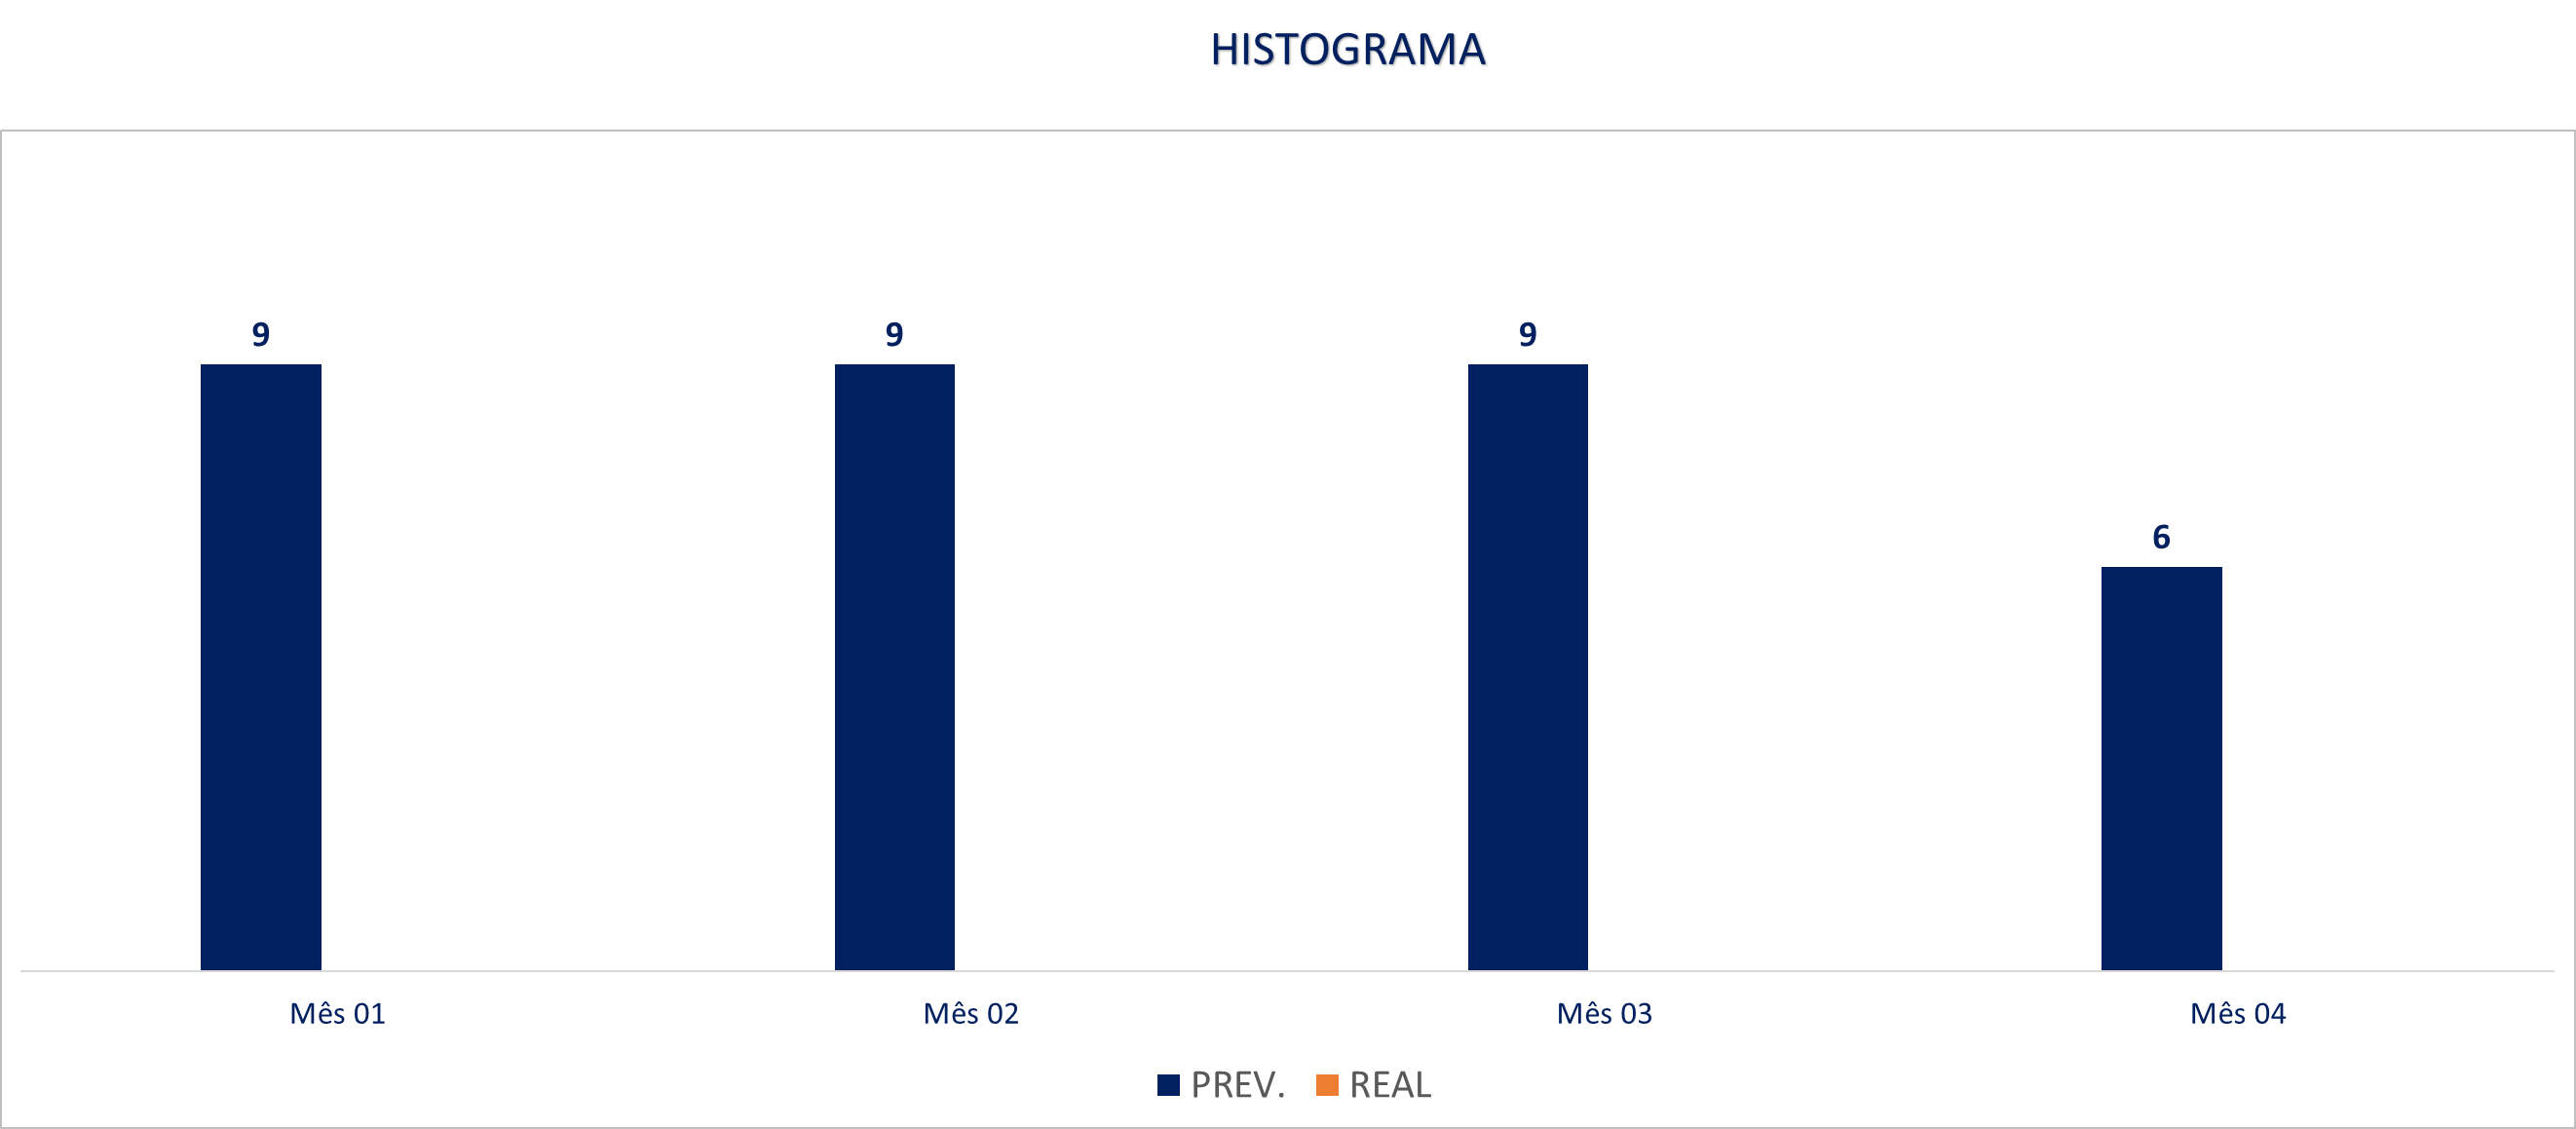 HISTOGRAMA
9 9 9
6
Mês 01 Mês 02 Mês 03 Mês 04
PREV. REAL